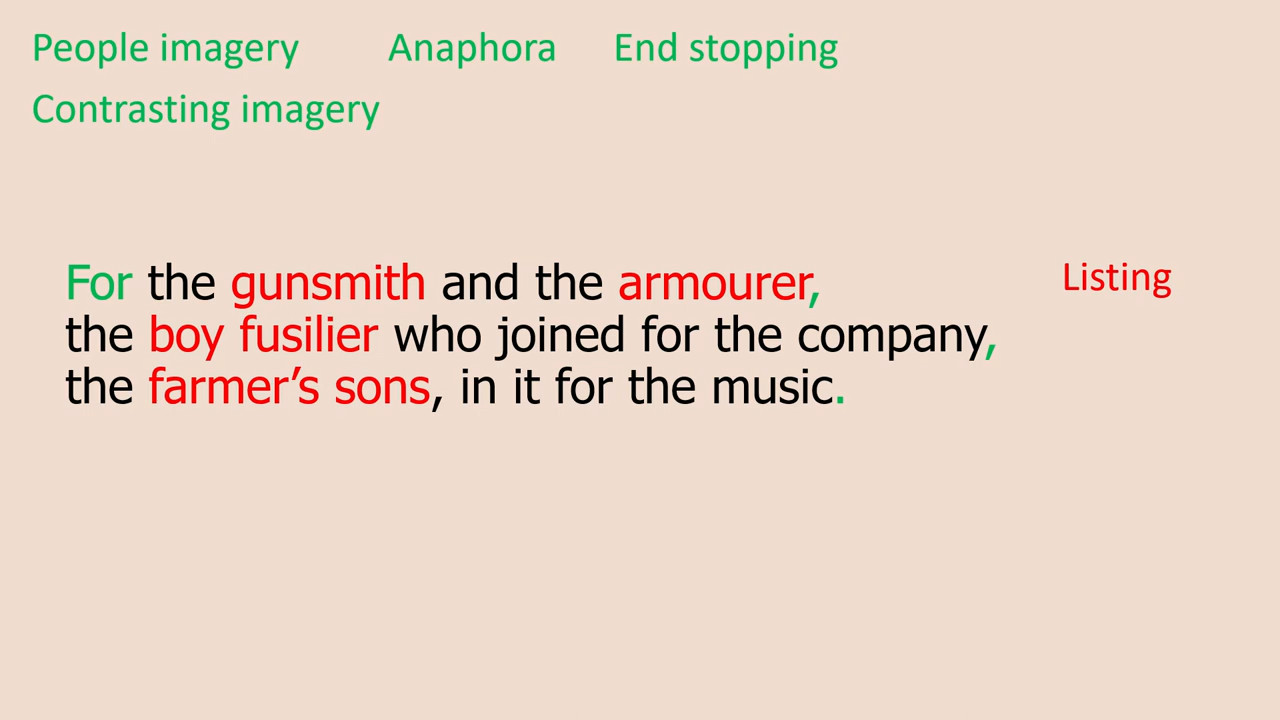 People imagery Anaphora End stopping
Contrasting imagery
For the gunsmith and the armourer, Listing
the boy fusilier who joined for the company,
the farmer’s sons, in it for the music.